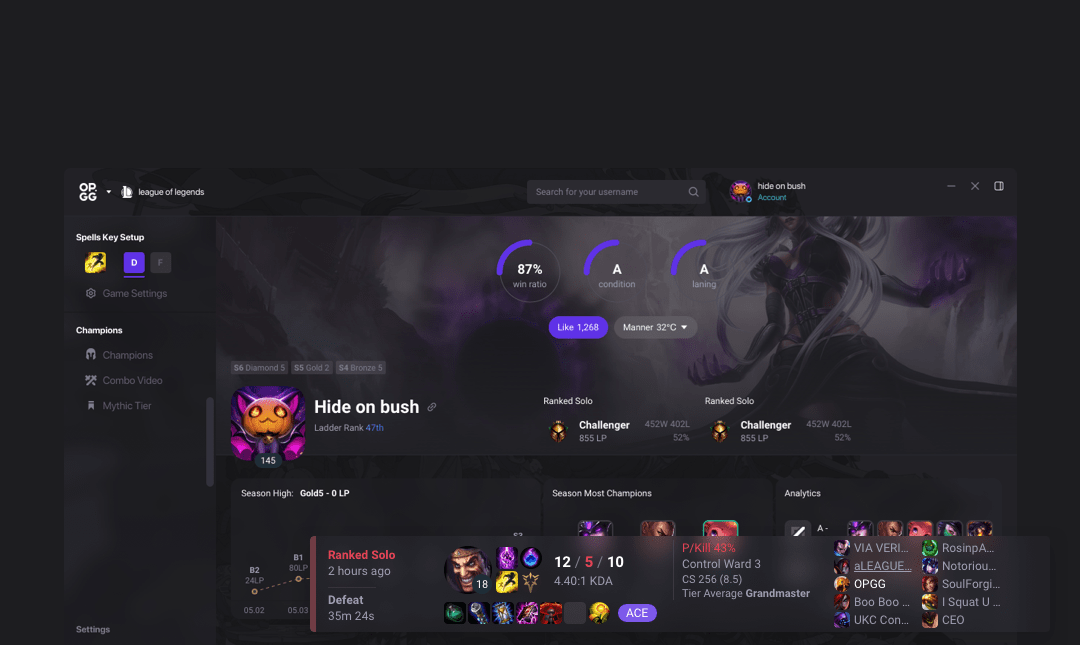 OP.GG
league of legends
Search for your username
hide on bush
Account
Spells Key Setup
D F
Game Settings
Champions
Champions
Combo Video
Mythic Tier
Settings
87%
win ratio
A
condition
A
laning
Like 1,268
Manner 32°C
S6 Diamond 5 S5 Gold 2 S4 Bronze 5
Hide on bush
Ladder Rank 47th
145
Ranked Solo
Challenger 452W 402L
855 LP 52%
Ranked Solo
Challenger 452W 402L
855 LP 52%
Season High: Gold5 - 0 LP
B2
24LP
05.02
B1
80LP
05.03
Season Most Champions
Analytics
A -
Ranked Solo
2 hours ago
Defeat
35m 24s
18
12 / 5 / 10
4.40:1 KDA
ACE
P/Kill 43%
Control Ward 3
CS 256 (8.5)
Tier Average Grandmaster
VIA VERI...
aLEAGUE...
OPGG
Boo Boo ...
UKC Con...
RosinpA...
Notoriou...
SoulForgi...
I Squat U ...
CEO